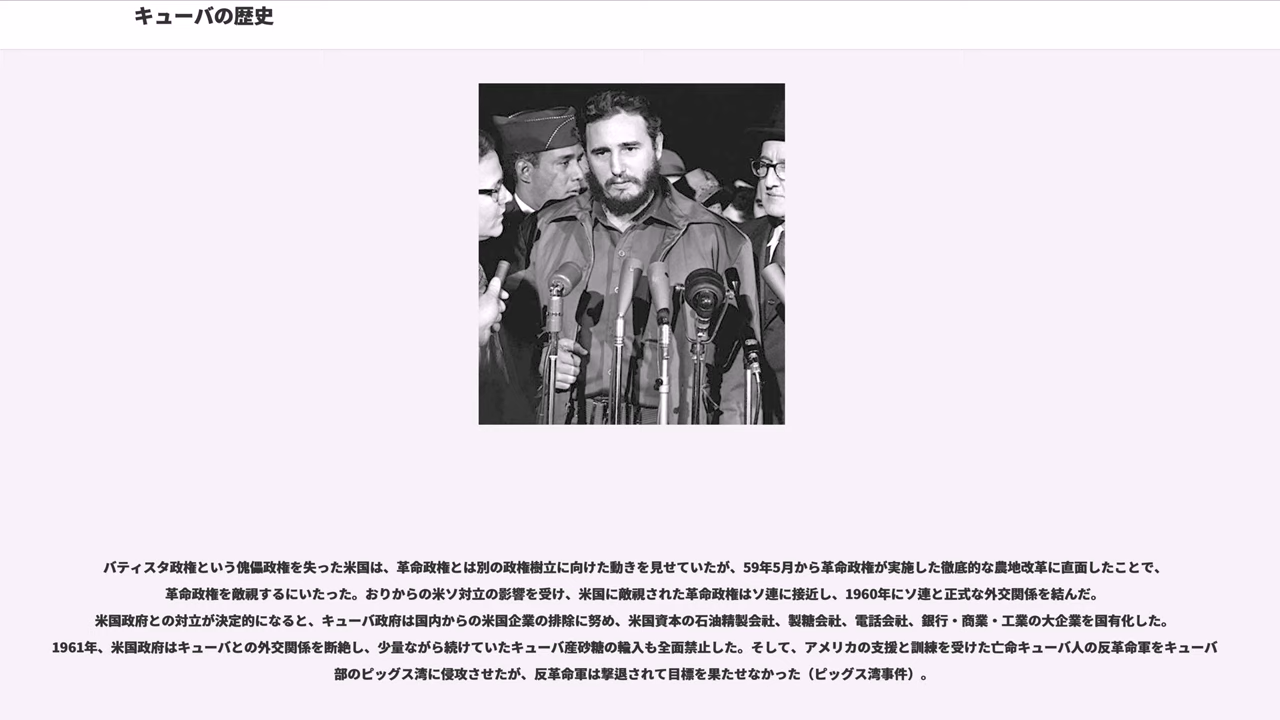 キューバの歴史
バティスタ政権という傀儡政権を失った米国は、革命政権とは別の政権樹立に向けた動きを見せていたが、59年5月から革命政権が実施した徹底的な農地改革に直面したことで、
革命政権を敵視するにいたった。おりからの米ソ対立の影響を受け、米国に敵視された革命政権はソ連に接近し、1960年にソ連と正式な外交関係を結んだ。
米国政府との対立が決定的になると、キューバ政府は国内からの米国企業の排除に努め、米国資本の石油精製会社、製糖会社、電話会社、銀行・商業・工業の大企業を国有化した。
1961年、米国政府はキューバとの外交関係を断絶し、少量ながら続けていたキューバ産砂糖の輸入も全面禁止した。そして、アメリカの支援と訓練を受けた亡命キューバ人の反革命軍をキューバ
部のピッグス湾に侵攻させたが、反革命軍は撃退されて目標を果たせなかった（ピッグス湾事件）。